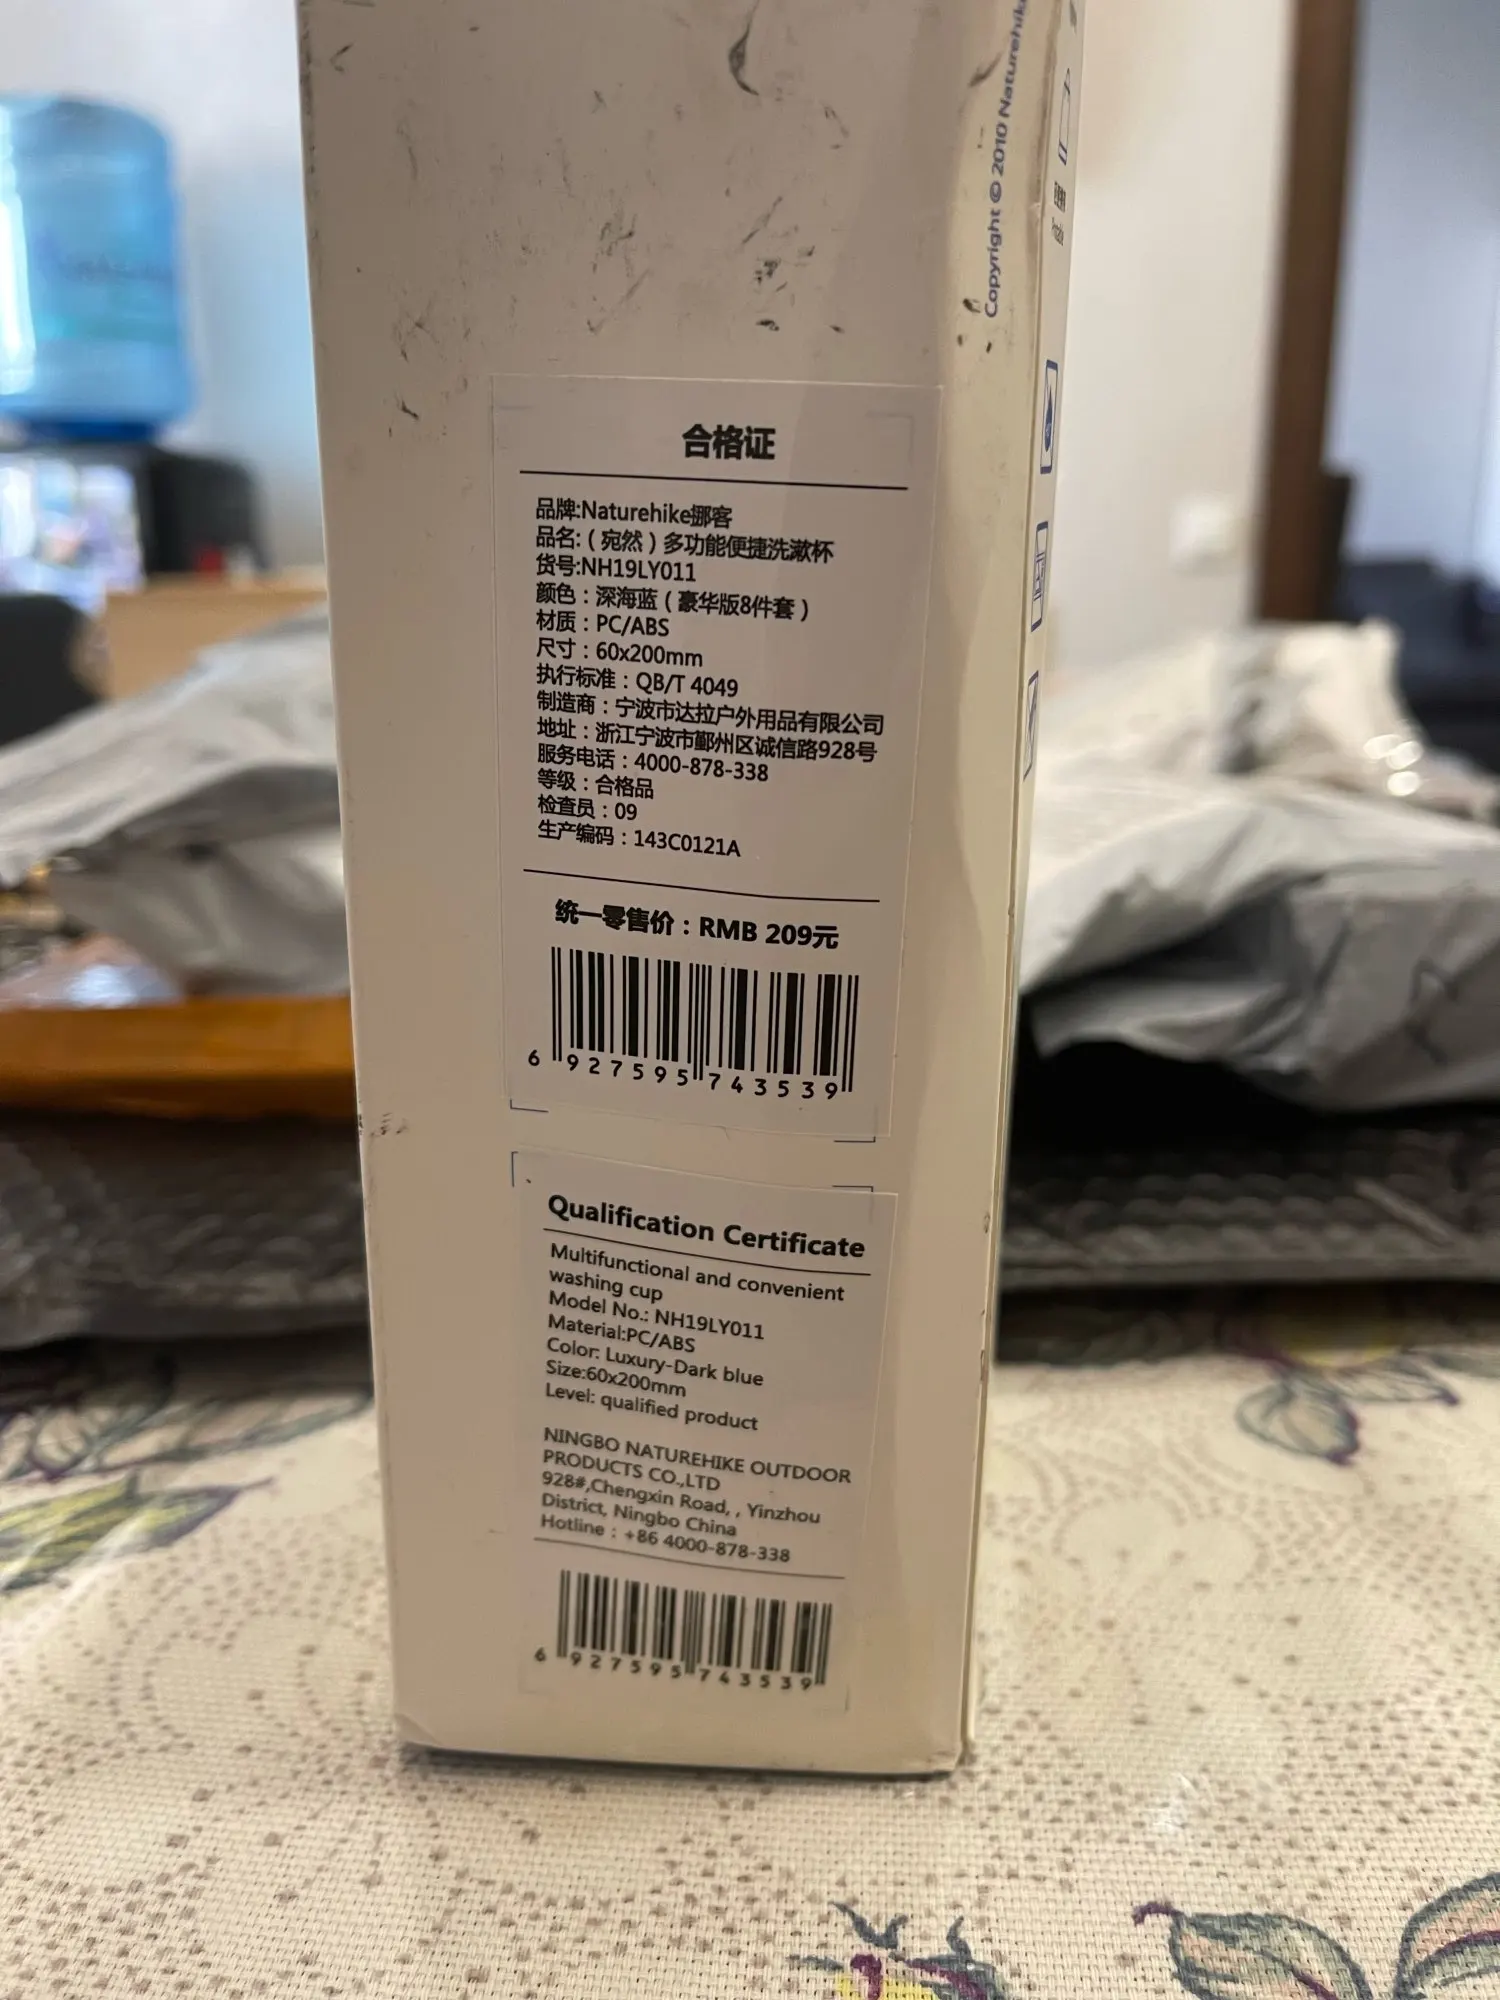 Copyright © 2010 Naturehike
合格证
品牌:Naturehike挪客
品名:(宛然)多功能便捷洗漱杯
货号:NH19LY011
颜色:深海蓝(豪华版8件套)
材质:PC/ABS
尺寸:60x200mm
执行标准:QB/T 4049
制造商:宁波市达拉户外用品有限公司
地址:浙江宁波市鄞州区诚信路928号
服务电话:4000-878-338
等级:合格品
检查员:09
生产编码:143C0121A
统一零售价:RMB 209元
6 927595 743539
Qualification Certificate
Multifunctional and convenient
washing cup
Model No.: NH19LY011
Material:PC/ABS
Color: Luxury-Dark blue
Size:60x200mm
Level: qualified product
NINGBO NATUREHIKE OUTDOOR
PRODUCTS CO.,LTD
928#,Chengxin Road, , Yinzhou
District, Ningbo China
Hotline : +86 4000-878-338
6 927595 743539